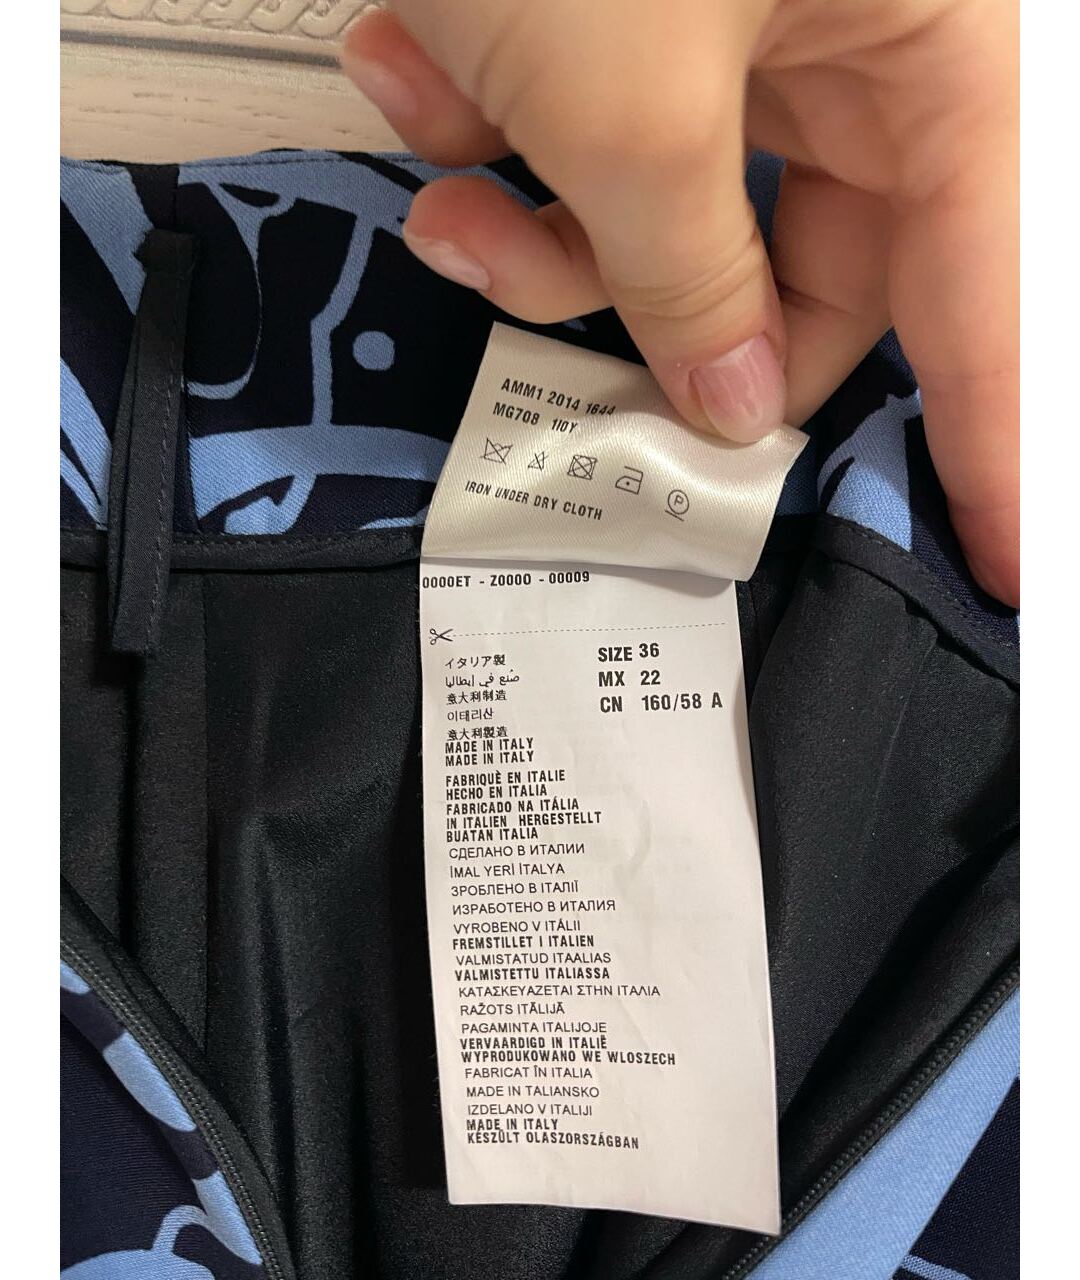 AMM1 2014 1644
MG708 1I0Y
P
IRON UNDER DRY CLOTH
0000ET - Z0000 - 00009
イタリア製
صنع في إيطاليا
意大利制造
이태리산
意大利製造
MADE IN ITALY
MADE IN ITALY
FABRIQUÈ EN ITALIE
HECHO EN ITALIA
FABRICADO NA ITÁLIA
IN ITALIEN HERGESTELLT
BUATAN ITALIA
СДЕЛАНО В ИТАЛИИ
İMAL YERİ İTALYA
ЗРОБЛЕНО В ІТАЛІЇ
ИЗРАБОТЕНО В ИТАЛИЯ
VYROBENO V ITÁLII
FREMSTILLET I ITALIEN
VALMISTATUD ITAALIAS
VALMISTETTU ITALIASSA
ΚΑΤΑΣΚΕΥΑΖΕΤΑΙ ΣΤΗΝ ΙΤΑΛΙΑ
RAŽOTS ITĀLIJĀ
PAGAMINTA ITALIJOJE
VERVAARDIGD IN ITALIË
WYPRODUKOWANO WE WLOSZECH
FABRICAT ÎN ITALIA
MADE IN TALIANSKO
IZDELANO V ITALIJI
MADE IN ITALY
KÉSZÜLT OLASZORSZÁGBAN
SIZE 36
MX 22
CN 160/58 A